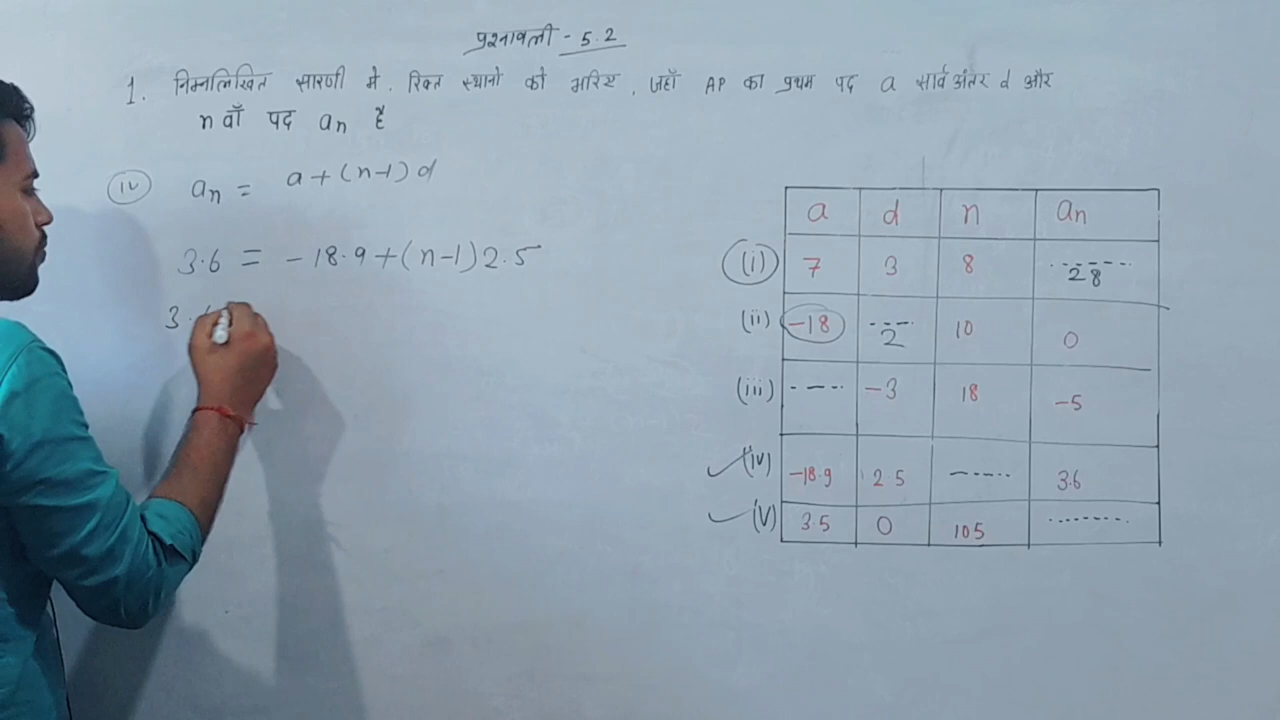 प्रश्नावली - 5.2
1. निम्नलिखित सारणी मे, रिक्त स्थानो को भरिए, जहाँ AP का प्रथम पद a सार्व अंतर d और
n वाँ पद an है
(iv) an = a + (n-1) d
3.6 = -18.9 + (n-1) 2.5
3.
a d n an
(i) 7 3 8 28
(ii) -18 2 10 0
(iii) ---- -3 18 -5
(iv) -18.9 2 5 ------ 3.6
(v) 3.5 0 105 ---------